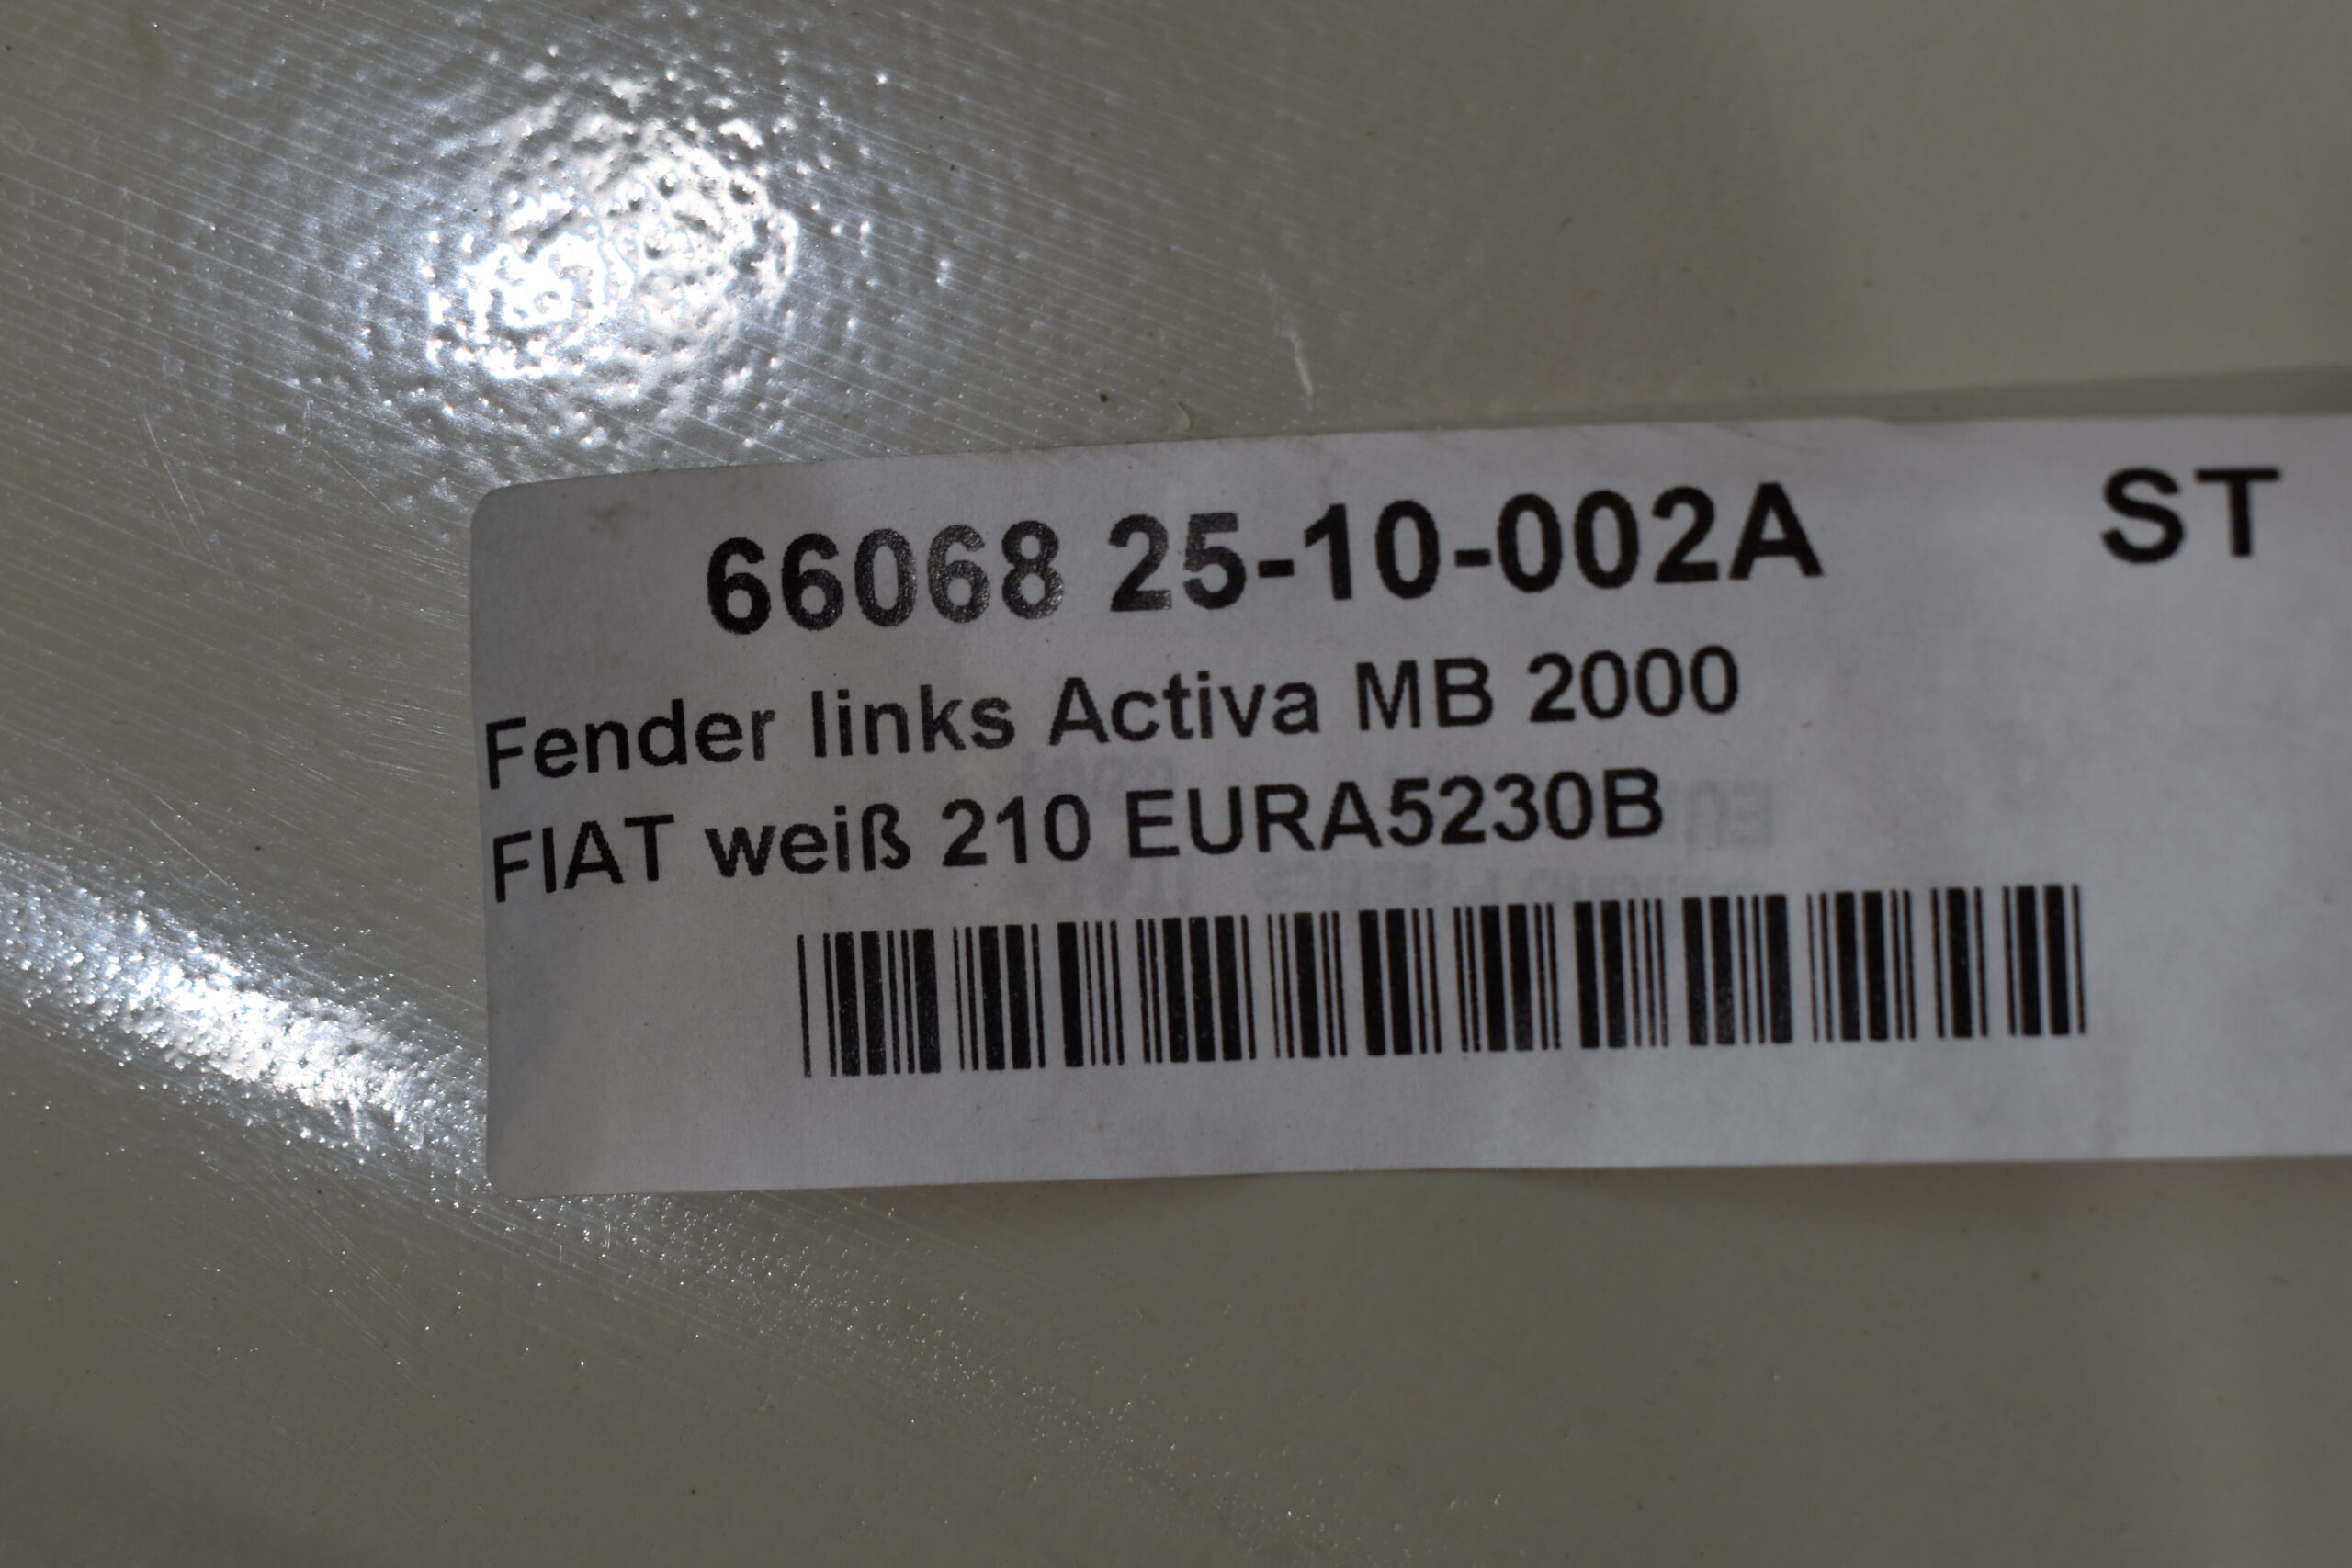 66068 25-10-002A ST
Fender links Activa MB 2000
FIAT weiß 210 EURA5230B